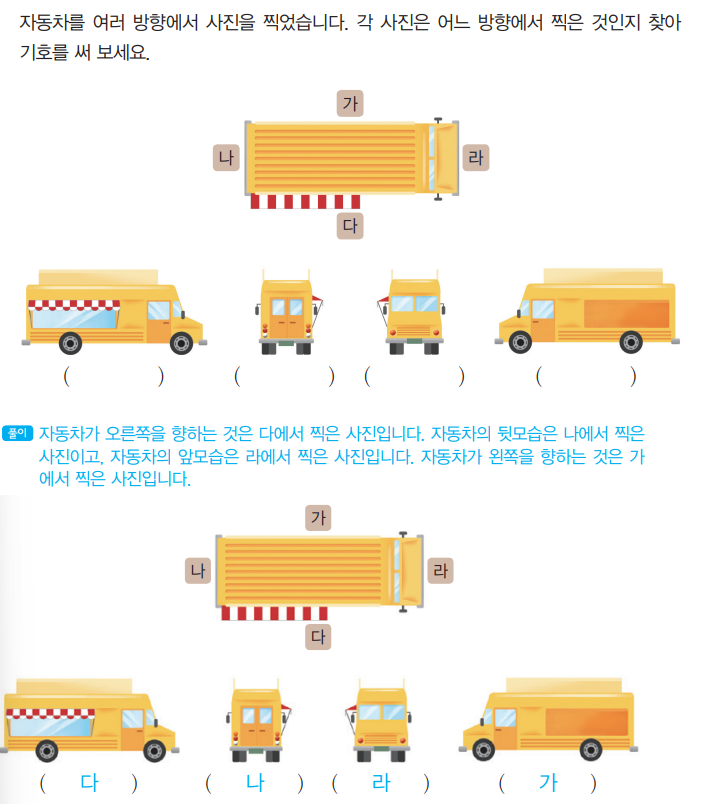 자동차를 여러 방향에서 사진을 찍었습니다. 각 사진은 어느 방향에서 찍은 것인지 찾아
기호를 써 보세요.
가
나
라
다
( ) ( ) ( ) ( )
풀이 자동차가 오른쪽을 향하는 것은 다에서 찍은 사진입니다. 자동차의 뒷모습은 나에서 찍은
사진이고, 자동차의 앞모습은 라에서 찍은 사진입니다. 자동차가 왼쪽을 향하는 것은 가
에서 찍은 사진입니다.
가
나
라
다
( 다 ) ( 나 ) ( 라 ) ( 가 )